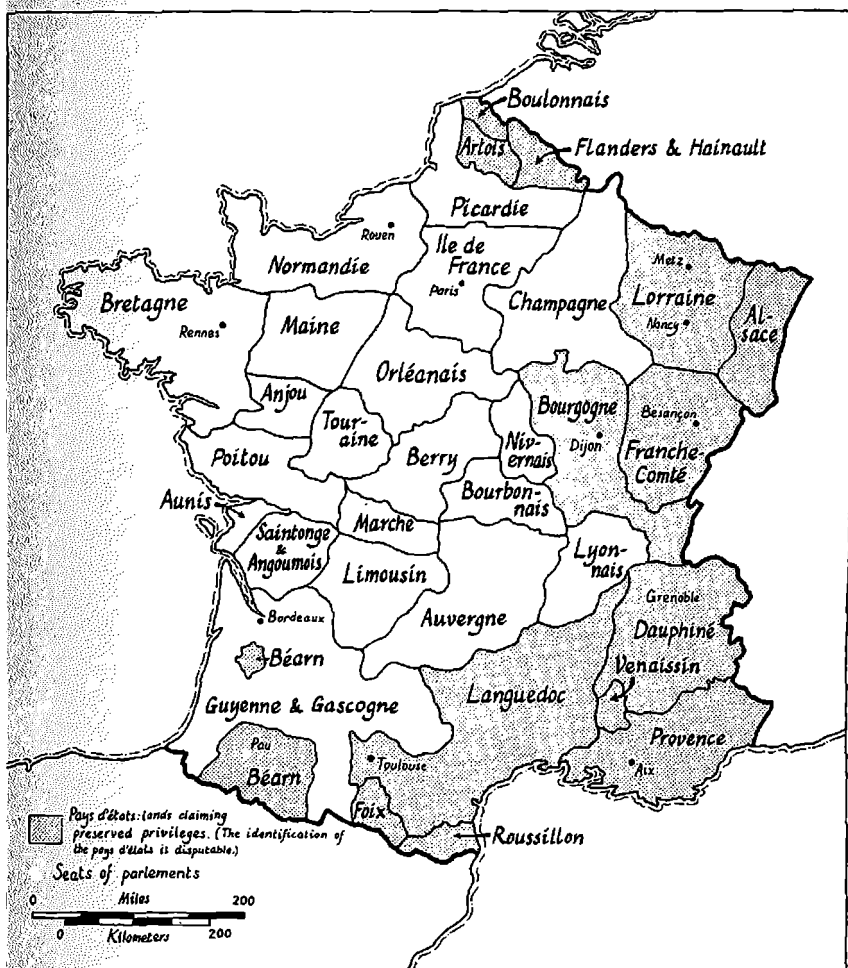 Boulonnais
Artois
Flanders & Hainault
Picardie
Rouen
Normandie
Ile de
France
Paris
Champagne
Metz
Lorraine
Nancy
Al-
sace
Bretagne
Rennes
Maine
Orléanais
Anjou
Tour-
aine
Bourgogne
Dijon
Besançon
Franche-
Comté
Poitou
Berry
Niv-
ernais
Bourbon-
nais
Aunis
Saintonge
&
Angoumois
Marche
Limousin
Lyon-
nais
Auvergne
Grenoble
Dauphiné
Bordeaux
Béarn
Venaissin
Languedoc
Guyenne & Gascogne
Provence
Aix
Pau
Béarn
Toulouse
Foix
Roussillon
Pays d'états: lands claiming
preserved privileges. (The identification of
the pays d'états is disputable.)
Seats of parlements
0 Miles 200
0 Kilometers 200